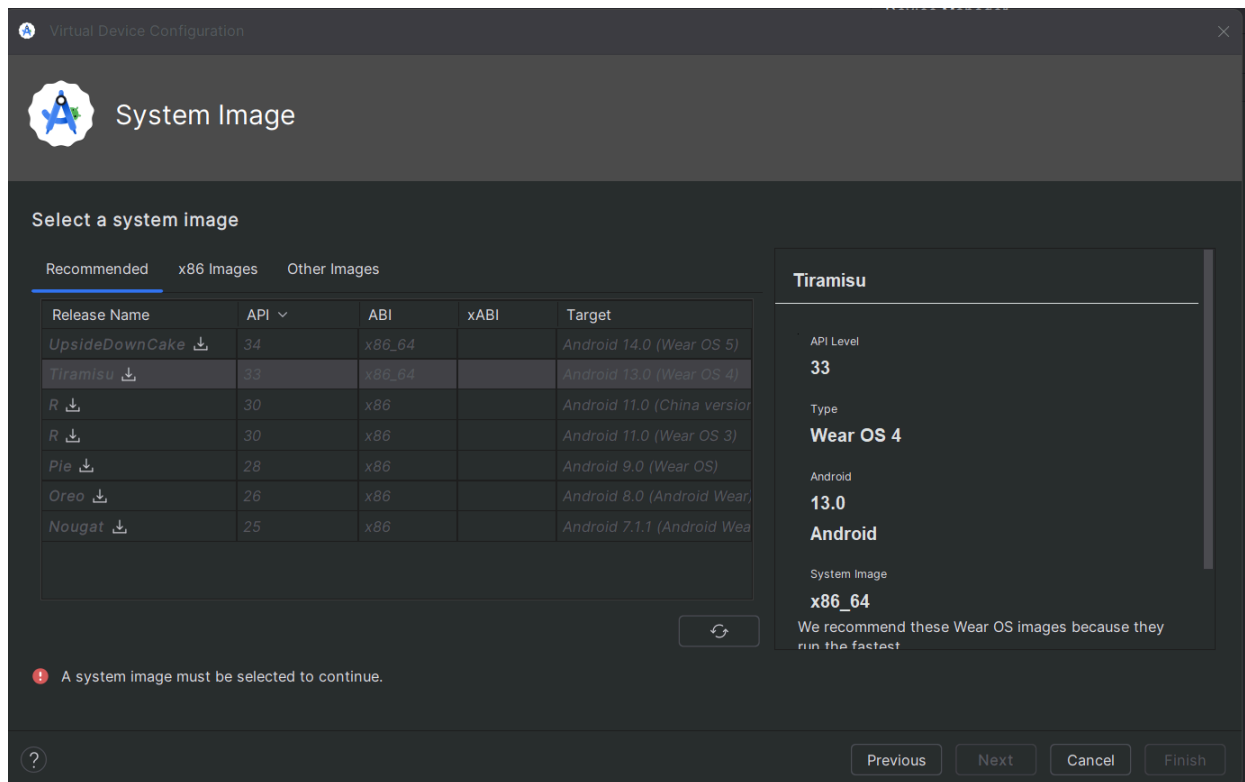 Virtual Device Configuration
System Image
Select a system image
Recommended x86 Images Other Images
Release Name API ABI xABI Target
UpsideDownCake 34 x86_64 Android 14.0 (Wear OS 5)
Tiramisu 33 x86_64 Android 13.0 (Wear OS 4)
R 30 x86 Android 11.0 (China version
R 30 x86 Android 11.0 (Wear OS 3)
Pie 28 x86 Android 9.0 (Wear OS)
Oreo 26 x86 Android 8.0 (Android Wear)
Nougat 25 x86 Android 7.1.1 (Android Wea
Tiramisu
API Level
33
Type
Wear OS 4
Android
13.0
Android
System Image
x86_64
We recommend these Wear OS images because they
run the fastest
A system image must be selected to continue.
? Previous Next Cancel Finish